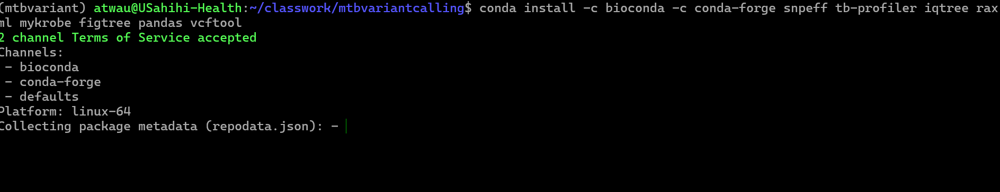 (mtbvariant) atwau@USahihi-Health:~/classwork/mtbvariantcalling$ conda install -c bioconda -c conda-forge snpeff tb-profiler iqtree rax
ml mykrobe figtree pandas vcftool
2 channel Terms of Service accepted
Channels:
 - bioconda
 - conda-forge
 - defaults
Platform: linux-64
Collecting package metadata (repodata.json): -